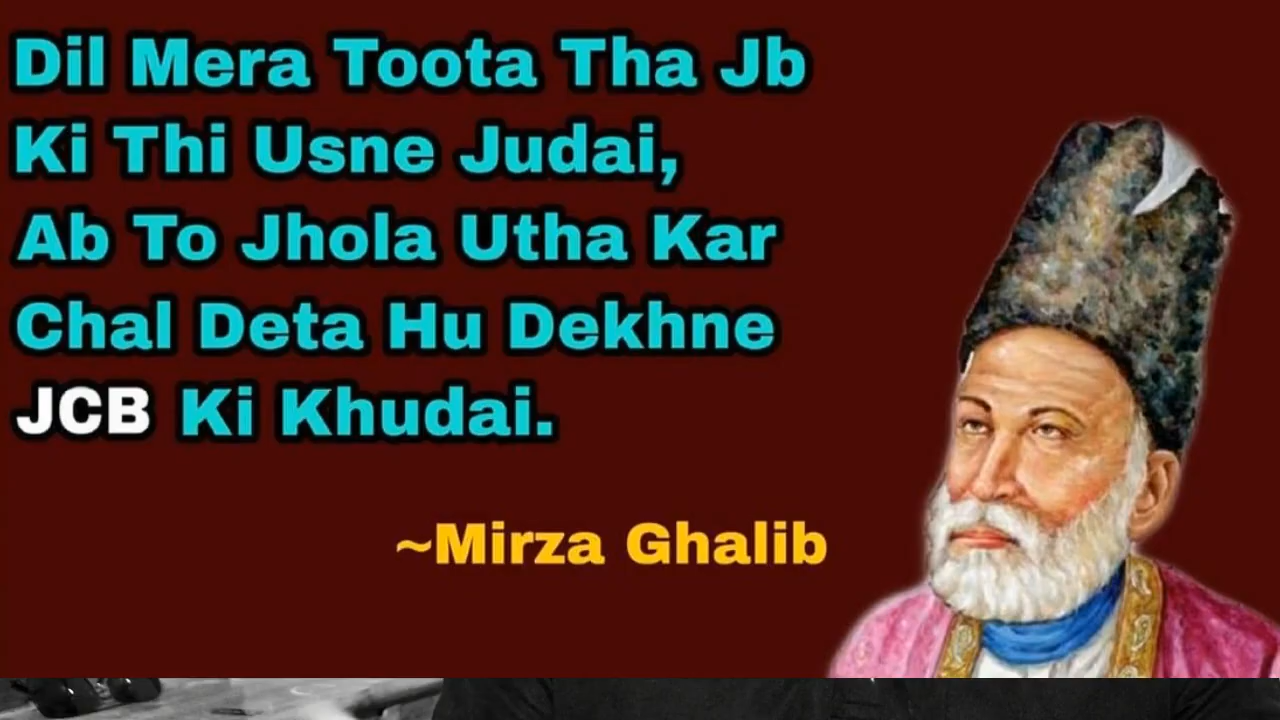 Dil Mera Toota Tha Jb
Ki Thi Usne Judai,
Ab To Jhola Utha Kar
Chal Deta Hu Dekhne
JCB Ki Khudai.
~Mirza Ghalib